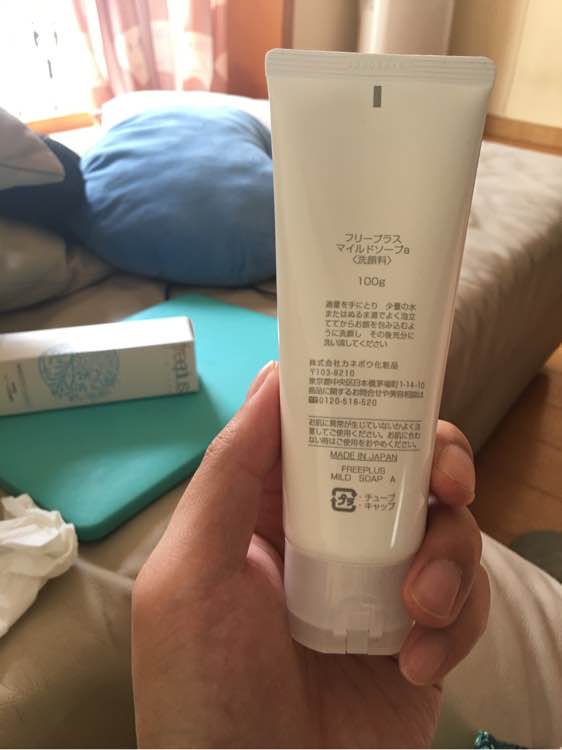 フリープラス
マイルドソープa
〈洗顔料〉
100g
適量を手にとり 少量の水
またはぬるま湯でよく泡立
ててからお顔を包み込むよ
うに洗顔し その後充分に
洗い流してください
株式会社カネボウ化粧品
〒103-8210
東京都中央区日本橋茅場町1-14-10
商品に関するお問合せや美容相談は
0120-518-520
お肌に異常が生じていないかよく注
意してご使用ください。お肌に合わ
ない時はご使用をおやめください。
MADE IN JAPAN
FREEPLUS
MILD SOAP A
プラ
・チューブ
・キャップ